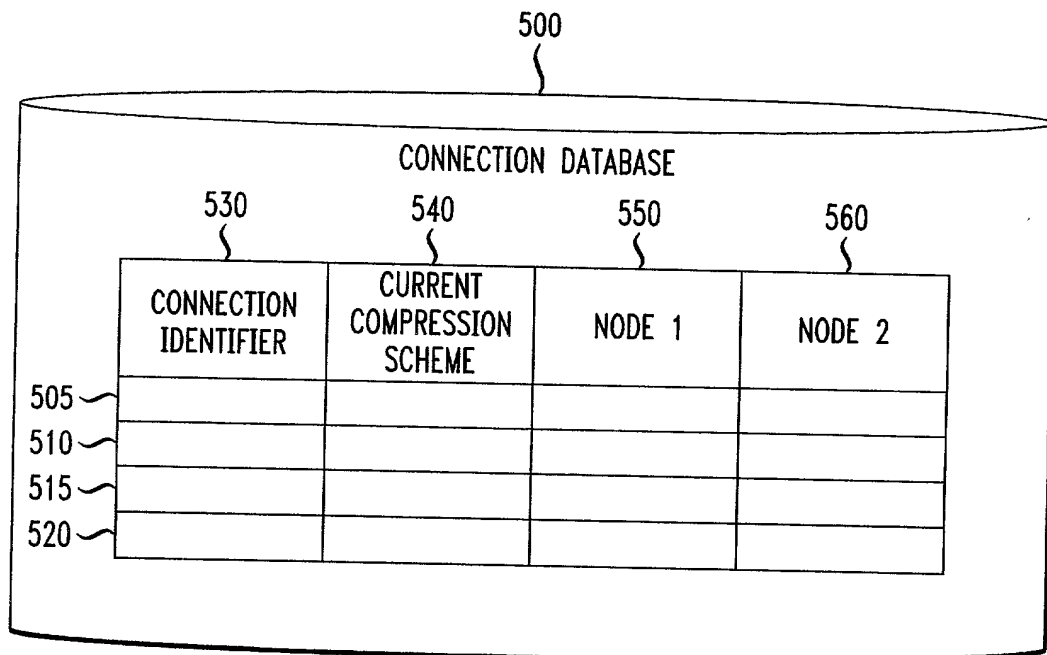 500
CONNECTION DATABASE
530 540 550 560
CONNECTION IDENTIFIER
CURRENT COMPRESSION SCHEME
NODE 1
NODE 2
505
510
515
520